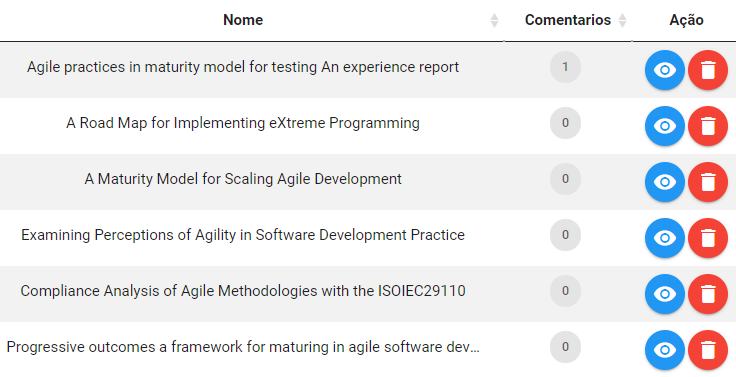 Nome Comentarios Ação
Agile practices in maturity model for testing An experience report 1
A Road Map for Implementing eXtreme Programming 0
A Maturity Model for Scaling Agile Development 0
Examining Perceptions of Agility in Software Development Practice 0
Compliance Analysis of Agile Methodologies with the ISOIEC29110 0
Progressive outcomes a framework for maturing in agile software dev... 0